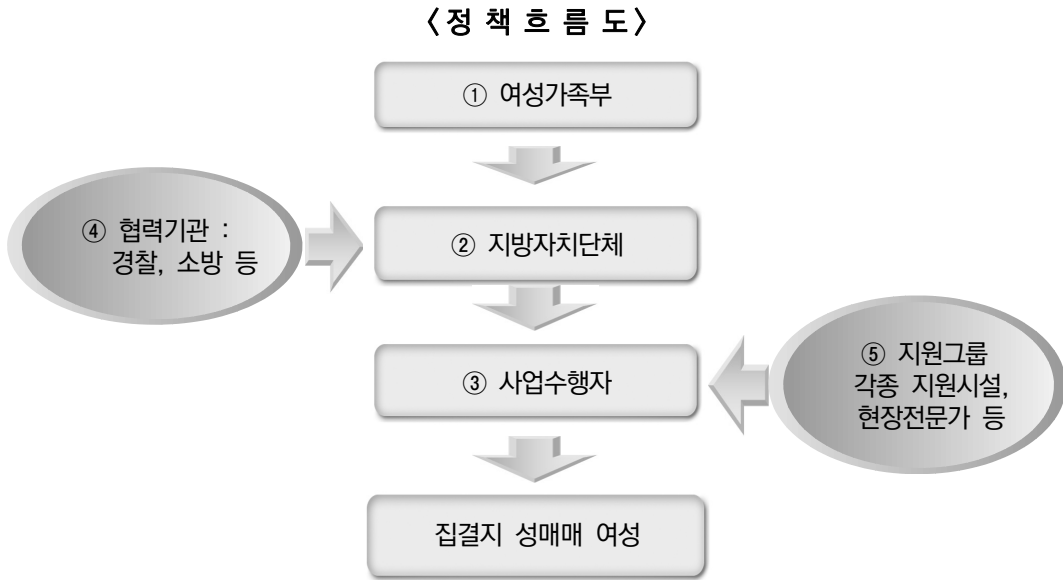 〈정 책 흐 름 도〉
① 여성가족부
④ 협력기관 :
경찰, 소방 등
② 지방자치단체
③ 사업수행자
⑤ 지원그룹
각종 지원시설,
현장전문가 등
집결지 성매매 여성